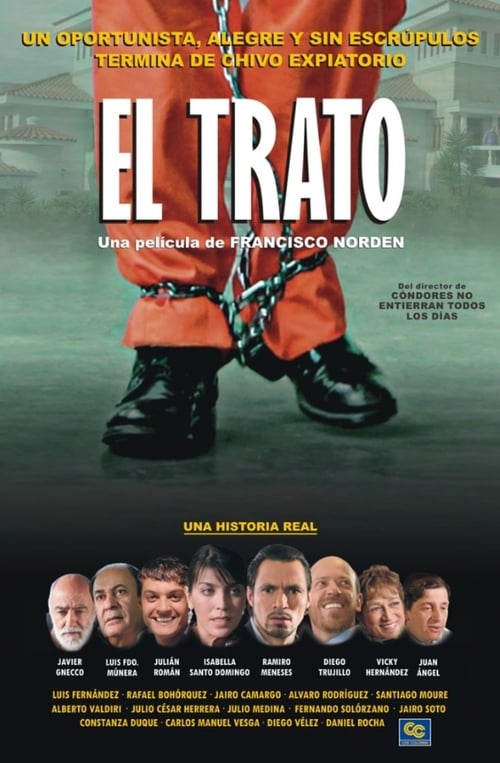 UN OPORTUNISTA, ALEGRE Y SIN ESCRÚPULOS
TERMINA DE CHIVO EXPIATORIO
EL TRATO
Una película de FRANCISCO NORDEN
Del director de
CÓNDORES NO
ENTIERRAN TODOS
LOS DÍAS
UNA HISTORIA REAL
JAVIER GNECCO
LUIS FDO. MÚNERA
JULIÁN ROMÁN
ISABELLA SANTO DOMINGO
RAMIRO MENESES
DIEGO TRUJILLO
VICKY HERNÁNDEZ
JUAN ÁNGEL
LUIS FERNÁNDEZ · RAFAEL BOHÓRQUEZ · JAIRO CAMARGO · ALVARO RODRÍGUEZ · SANTIAGO MOURE
ALBERTO VALDIRI · JULIO CÉSAR HERRERA · JULIO MEDINA · FERNANDO SOLÓRZANO · JAIRO SOTO
CONSTANZA DUQUE · CARLOS MANUEL VESGA · DIEGO VÉLEZ · DANIEL ROCHA